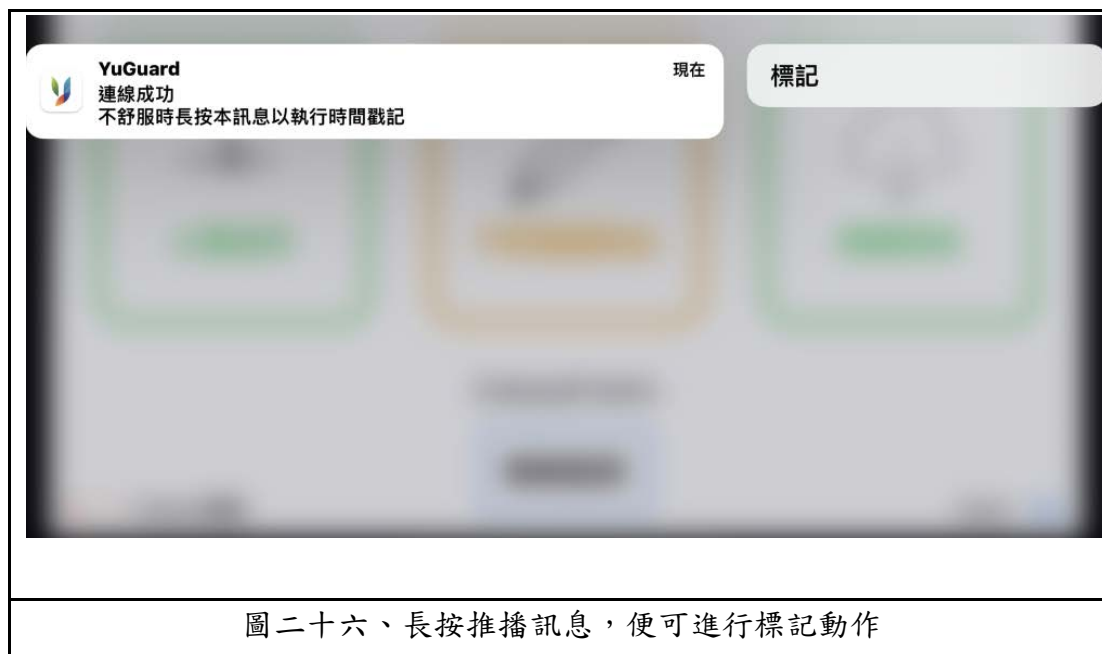 YuGuard
現在
連線成功
不舒服時長按本訊息以執行時間戳記
標記
圖二十六、長按推播訊息，便可進行標記動作